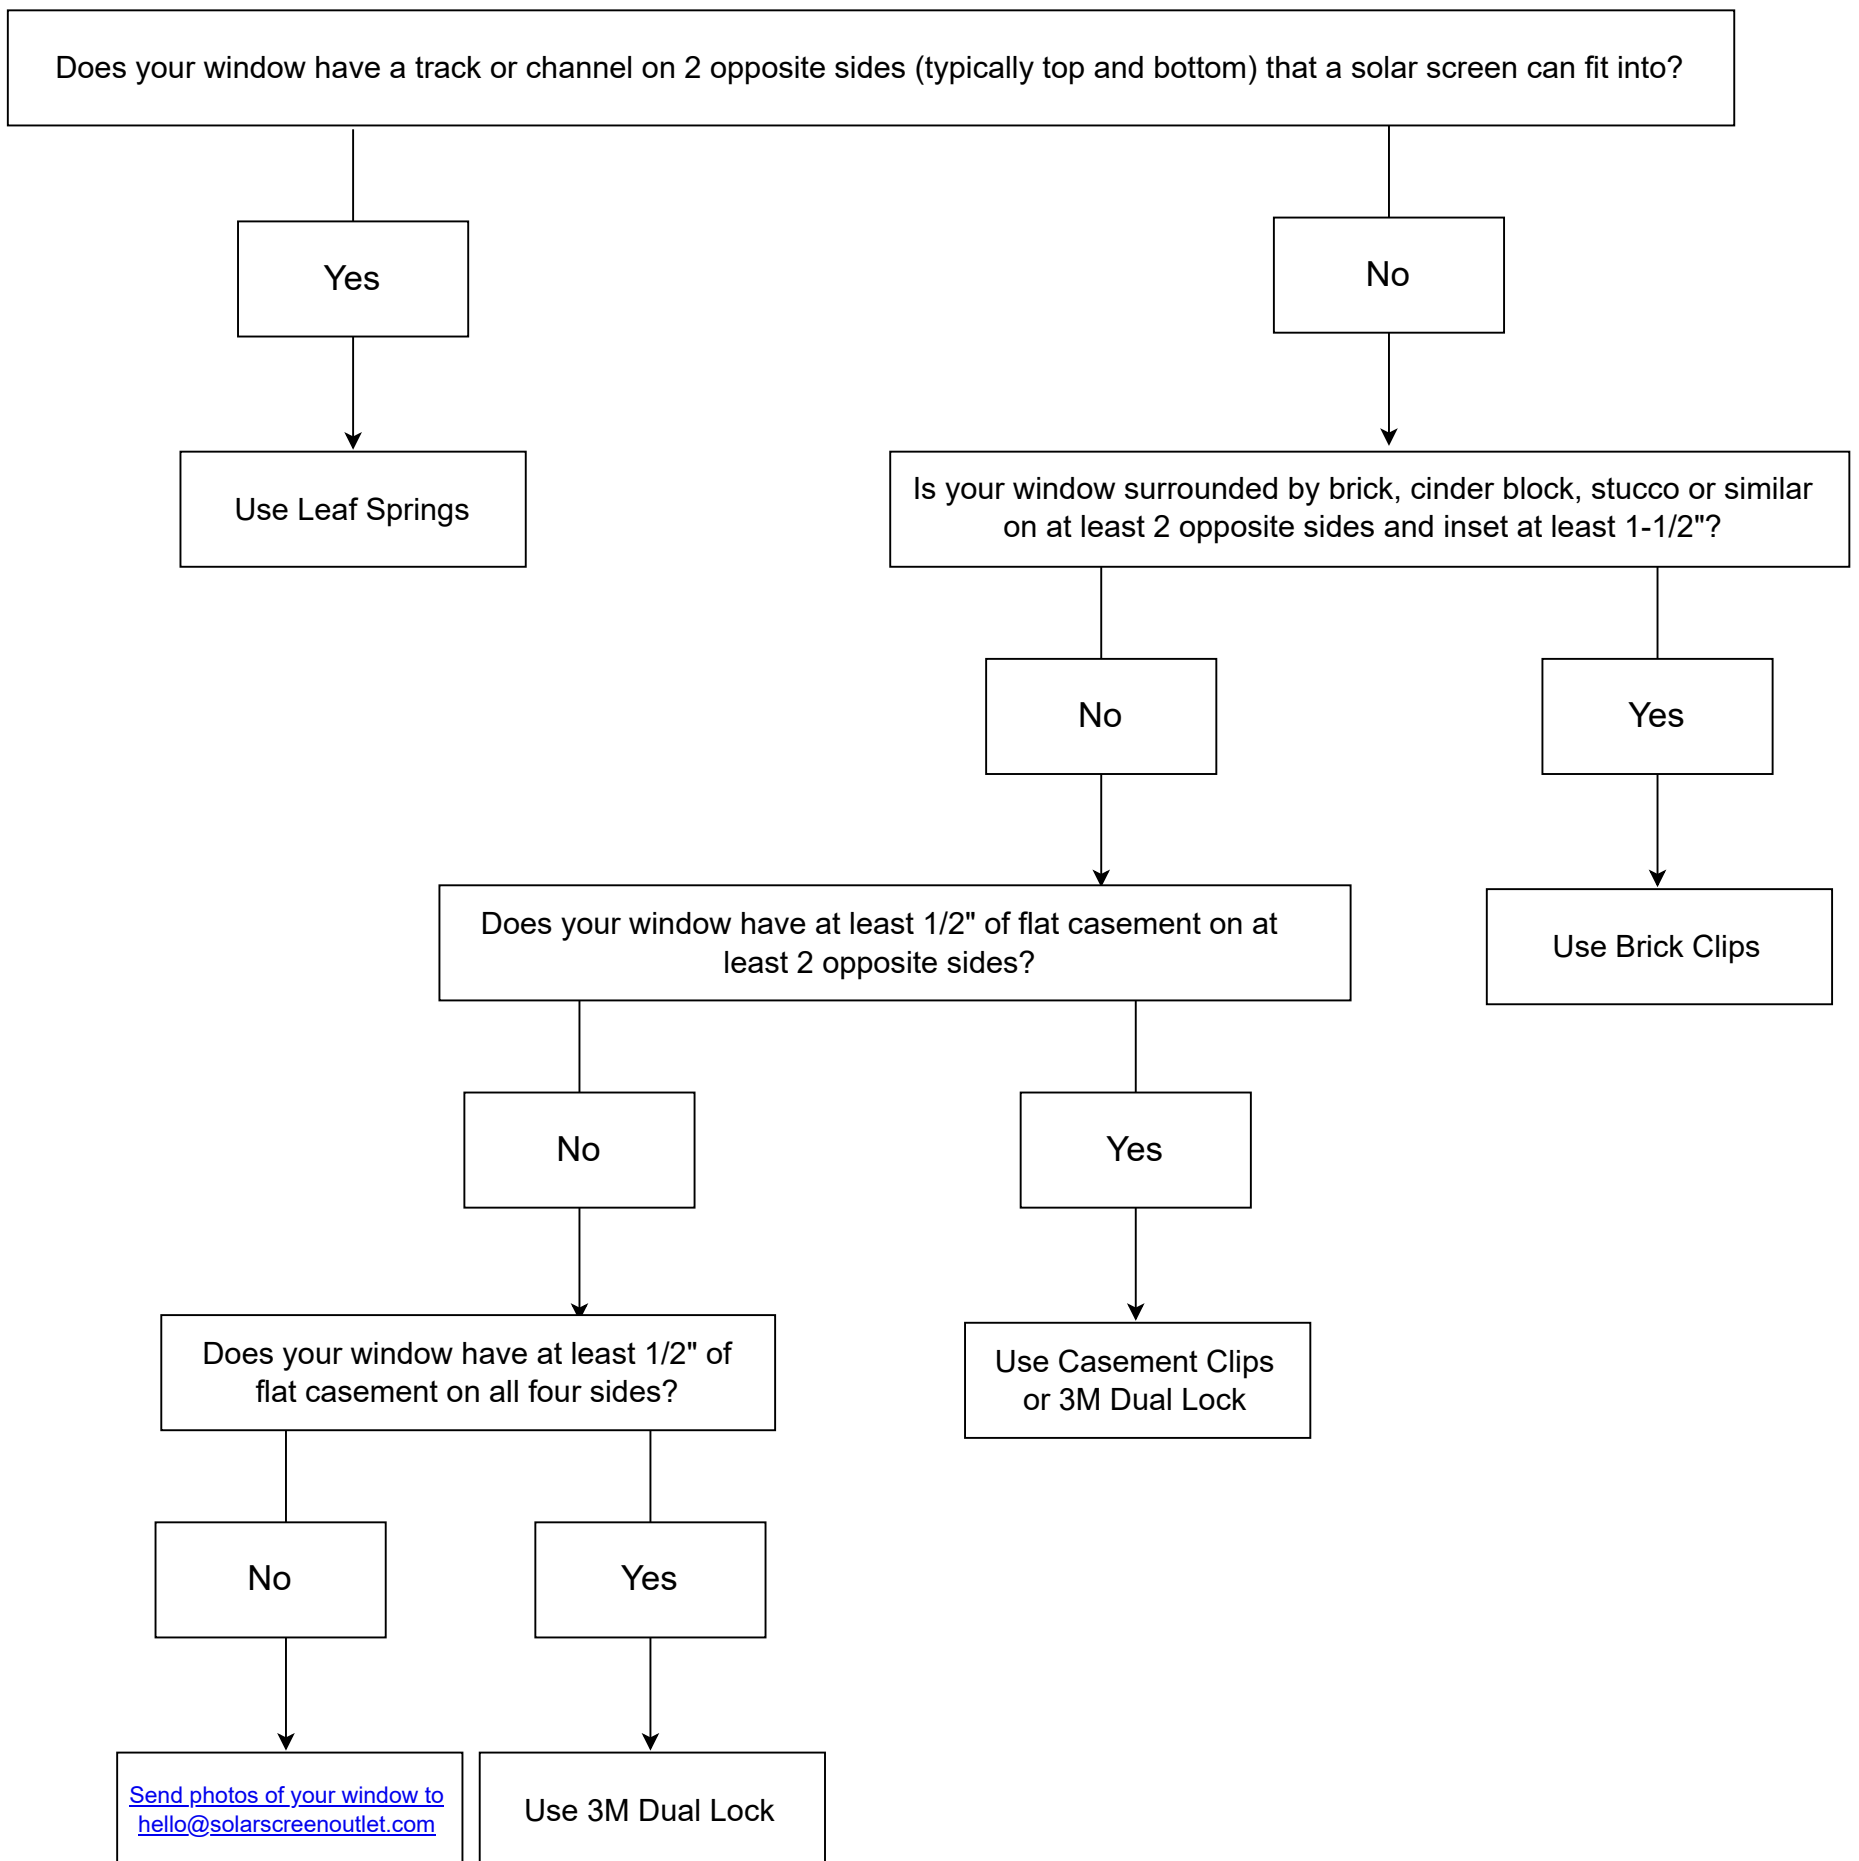 Does your window have a track or channel on 2 opposite sides (typically top and bottom) that a solar screen can fit into?
Yes
No
Use Leaf Springs
Is your window surrounded by brick, cinder block, stucco or similar
on at least 2 opposite sides and inset at least 1-1/2"?
No
Yes
Does your window have at least 1/2" of flat casement on at
least 2 opposite sides?
Use Brick Clips
No
Yes
Does your window have at least 1/2" of
flat casement on all four sides?
Use Casement Clips
or 3M Dual Lock
No
Yes
Send photos of your window to
hello@solarscreenoutlet.com
Use 3M Dual Lock